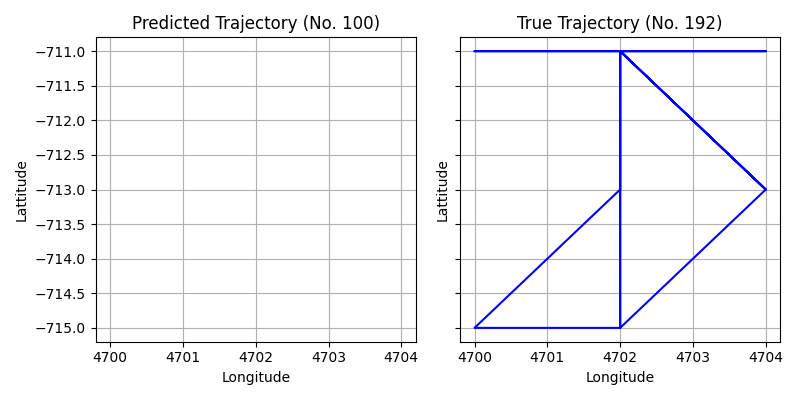 Predicted Trajectory (No. 100)
True Trajectory (No. 192)
−711.0
−711.5
−712.0
−712.5
−713.0
−713.5
−714.0
−714.5
−715.0
Lattitude
Lattitude
4700 4701 4702 4703 4704
4700 4701 4702 4703 4704
Longitude
Longitude